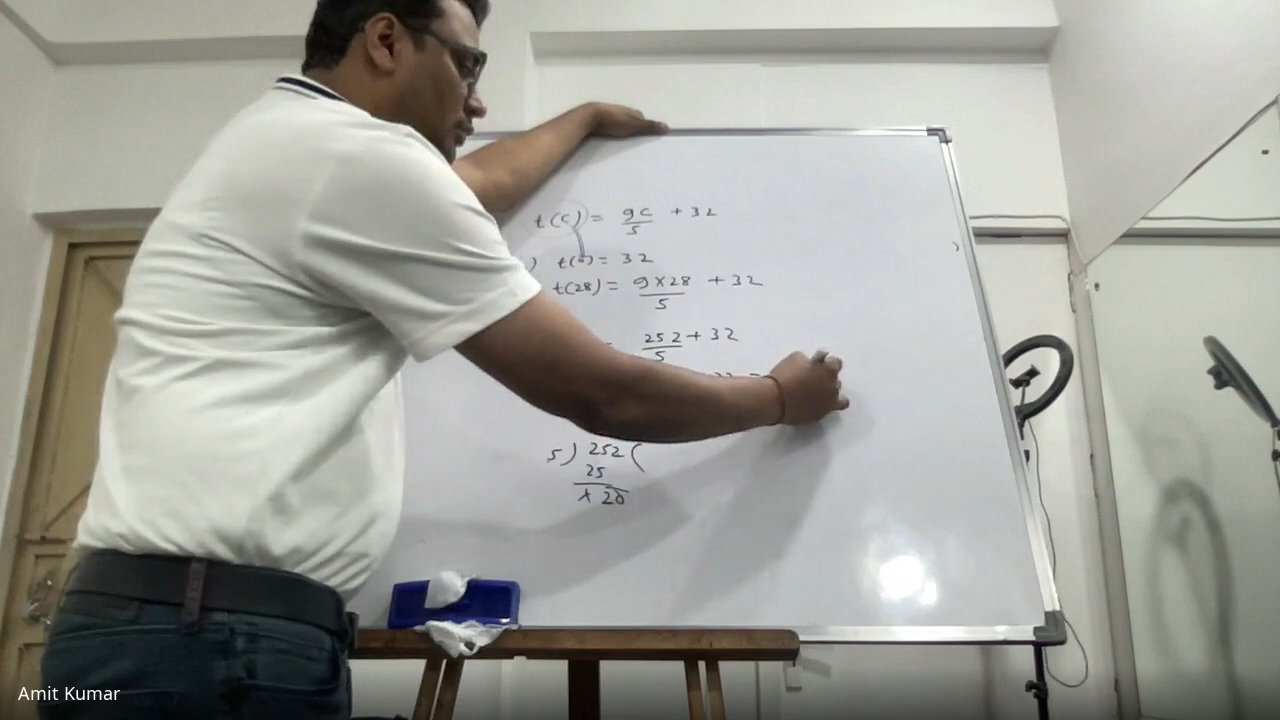 t(c) = 9c/5 + 32
) t(0) = 32
t(28) = 9×28/5 + 32
= 252/5 + 32
32 =
5 ) 252 (
25
× 20
Amit Kumar